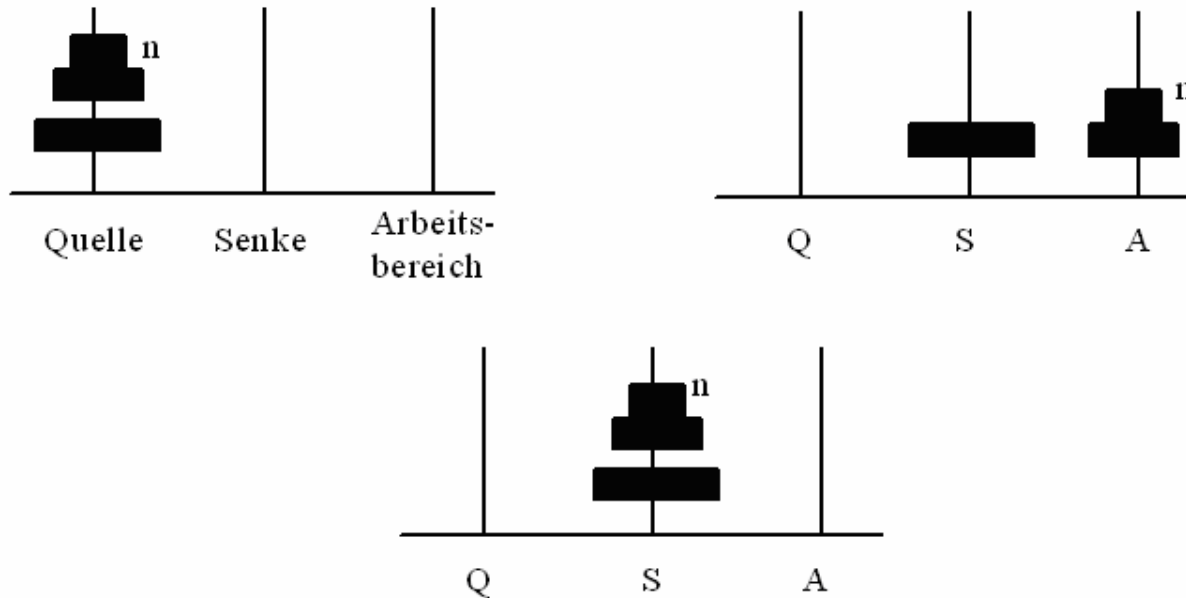 n
Quelle Senke Arbeits-
bereich
n
Q S A
n
Q S A